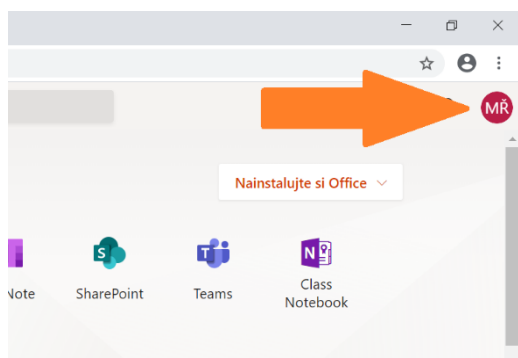 MŘ
Nainstalujte si Office
Note
SharePoint
Teams
Class
Notebook